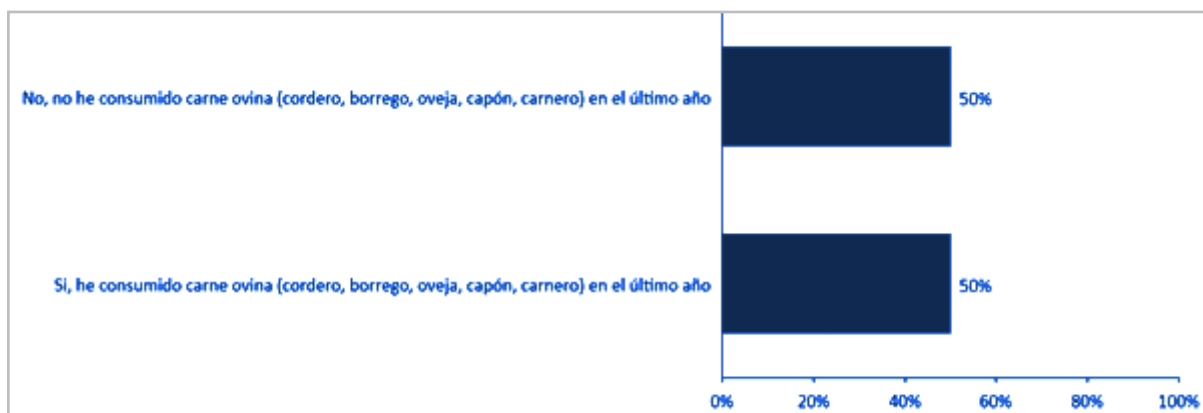 No, no he consumido carne ovina (cordero, borrego, oveja, capón, carnero) en el último año
50%
Si, he consumido carne ovina (cordero, borrego, oveja, capón, carnero) en el último año
50%
0% 20% 40% 60% 80% 100%